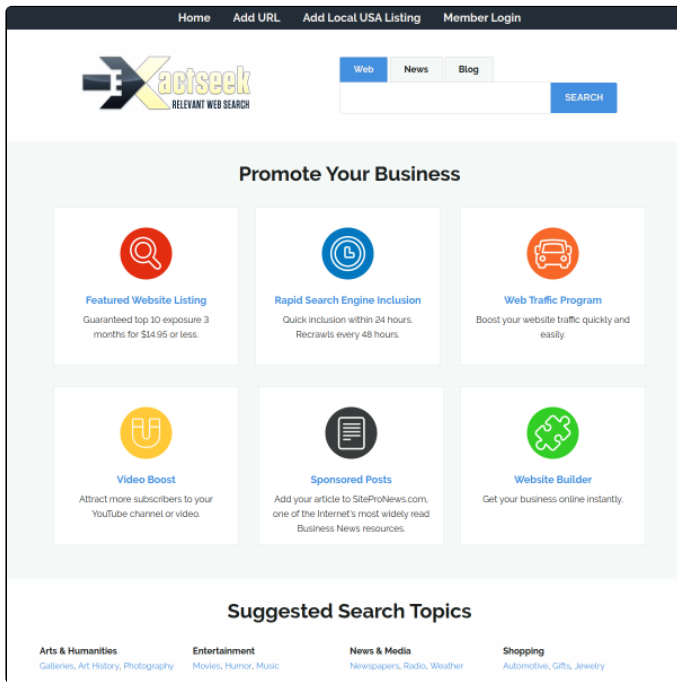 Home Add URL Add Local USA Listing Member Login
EXactseek
RELEVANT WEB SEARCH
Web News Blog
SEARCH
Promote Your Business
Featured Website Listing
Guaranteed top 10 exposure 3
months for $14.95 or less.
Rapid Search Engine Inclusion
Quick inclusion within 24 hours.
Recrawls every 48 hours.
Web Traffic Program
Boost your website traffic quickly and
easily.
Video Boost
Attract more subscribers to your
YouTube channel or video.
Sponsored Posts
Add your article to SiteProNews.com,
one of the Internet's most widely read
Business News resources.
Website Builder
Get your business online instantly.
Suggested Search Topics
Arts & Humanities
Galleries, Art History, Photography
Entertainment
Movies, Humor, Music
News & Media
Newspapers, Radio, Weather
Shopping
Automotive, Gifts, Jewelry